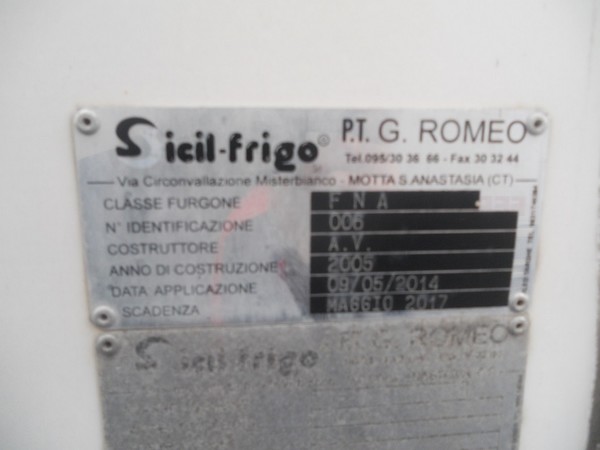 Sicil-frigo® P.T. G. ROMEO
Tel. 095/30 36 66 - Fax 30 32 44
Via Circonvallazione Misterbianco - MOTTA S. ANASTASIA (CT)
CLASSE FURGONE FNA
N° IDENTIFICAZIONE 006
COSTRUTTORE A.V.
ANNO DI COSTRUZIONE 2005
DATA APPLICAZIONE 09/05/2014
SCADENZA MAGGIO 2017
Sicil-frigo P.T. G. ROMEO